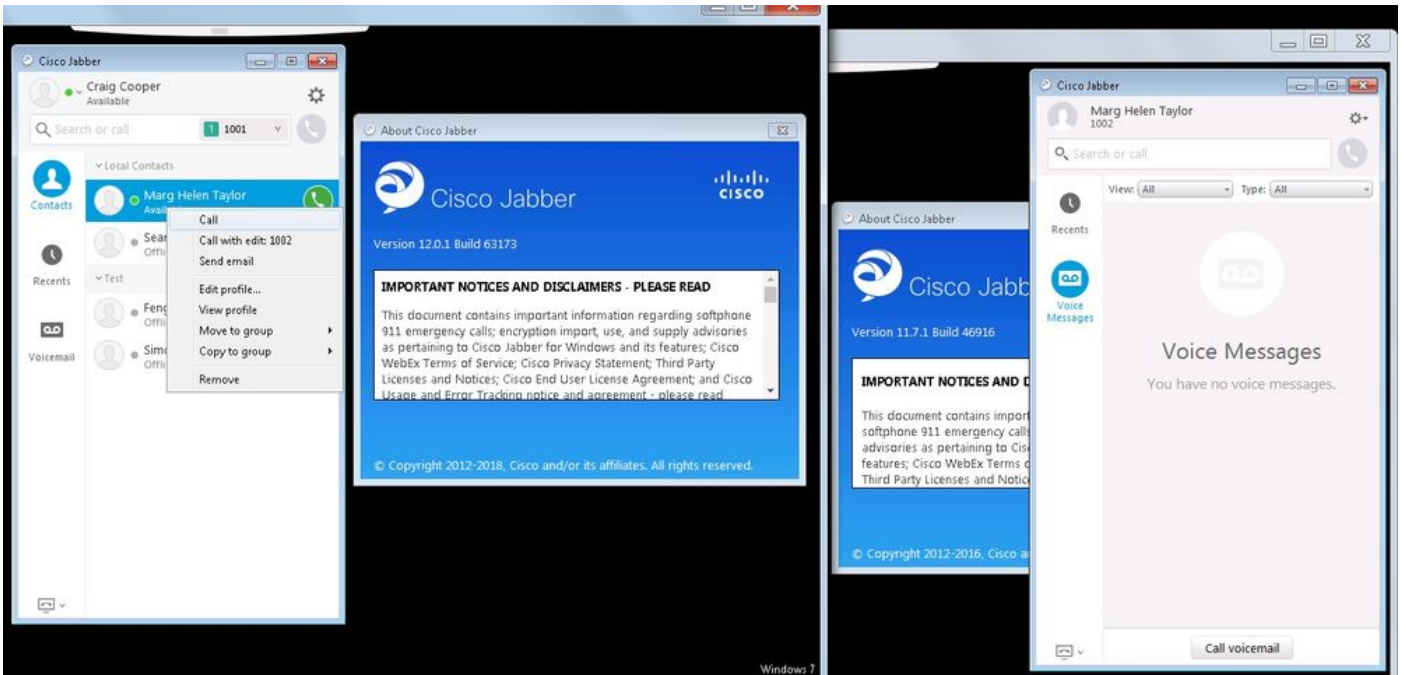 Cisco Jabber
Craig Cooper
Available
Search or call
1
1001
Contacts
Recents
Voicemail
Local Contacts
Marg Helen Taylor
Sear
Test
Feng
Simo
Call
Call with edit: 1002
Send email
Edit profile...
View profile
Move to group
Copy to group
Remove
About Cisco Jabber
Cisco Jabber
CISCO
Version 12.0.1 Build 63173
IMPORTANT NOTICES AND DISCLAIMERS - PLEASE READ
This document contains important information regarding softphone
911 emergency calls; encryption import, use, and supply advisories
as pertaining to Cisco Jabber for Windows and its features; Cisco
WebEx Terms of Service; Cisco Privacy Statement; Third Party
Licenses and Notices; Cisco End User License Agreement; and Cisco
Usage and Error Tracking notice and agreement - please read
© Copyright 2012-2018, Cisco and/or its affiliates. All rights reserved.
Windows 7
About Cisco Jabber
Cisco Jabb
Version 11.7.1 Build 46916
IMPORTANT NOTICES AND D
This document contains import
softphone 911 emergency calls
advisories as pertaining to Cis
features; Cisco WebEx Terms o
Third Party Licenses and Notic
© Copyright 2012-2016, Cisco a
Cisco Jabber
Marg Helen Taylor
1002
Search or call
Recents
Voice
Messages
View: All
Type: All
Voice Messages
You have no voice messages.
Call voicemail